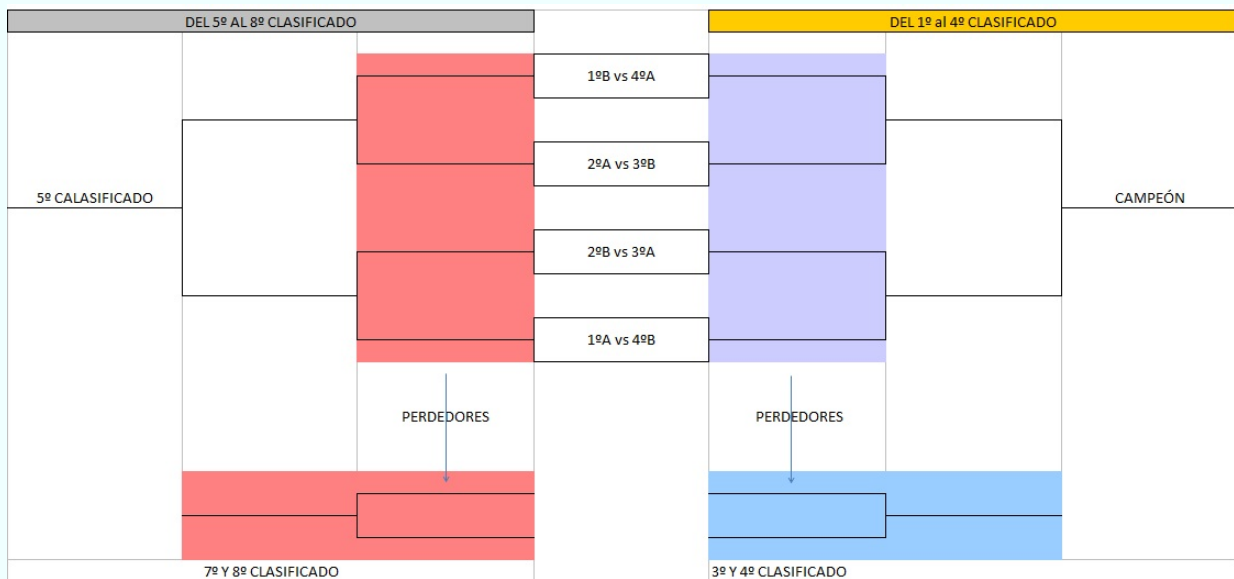 DEL 5º AL 8º CLASIFICADO
DEL 1º al 4º CLASIFICADO
1ºB vs 4ºA
2ºA vs 3ºB
5º CALASIFICADO
CAMPEÓN
2ºB vs 3ºA
1ºA vs 4ºB
PERDEDORES
PERDEDORES
7º Y 8º CLASIFICADO
3º Y 4º CLASIFICADO